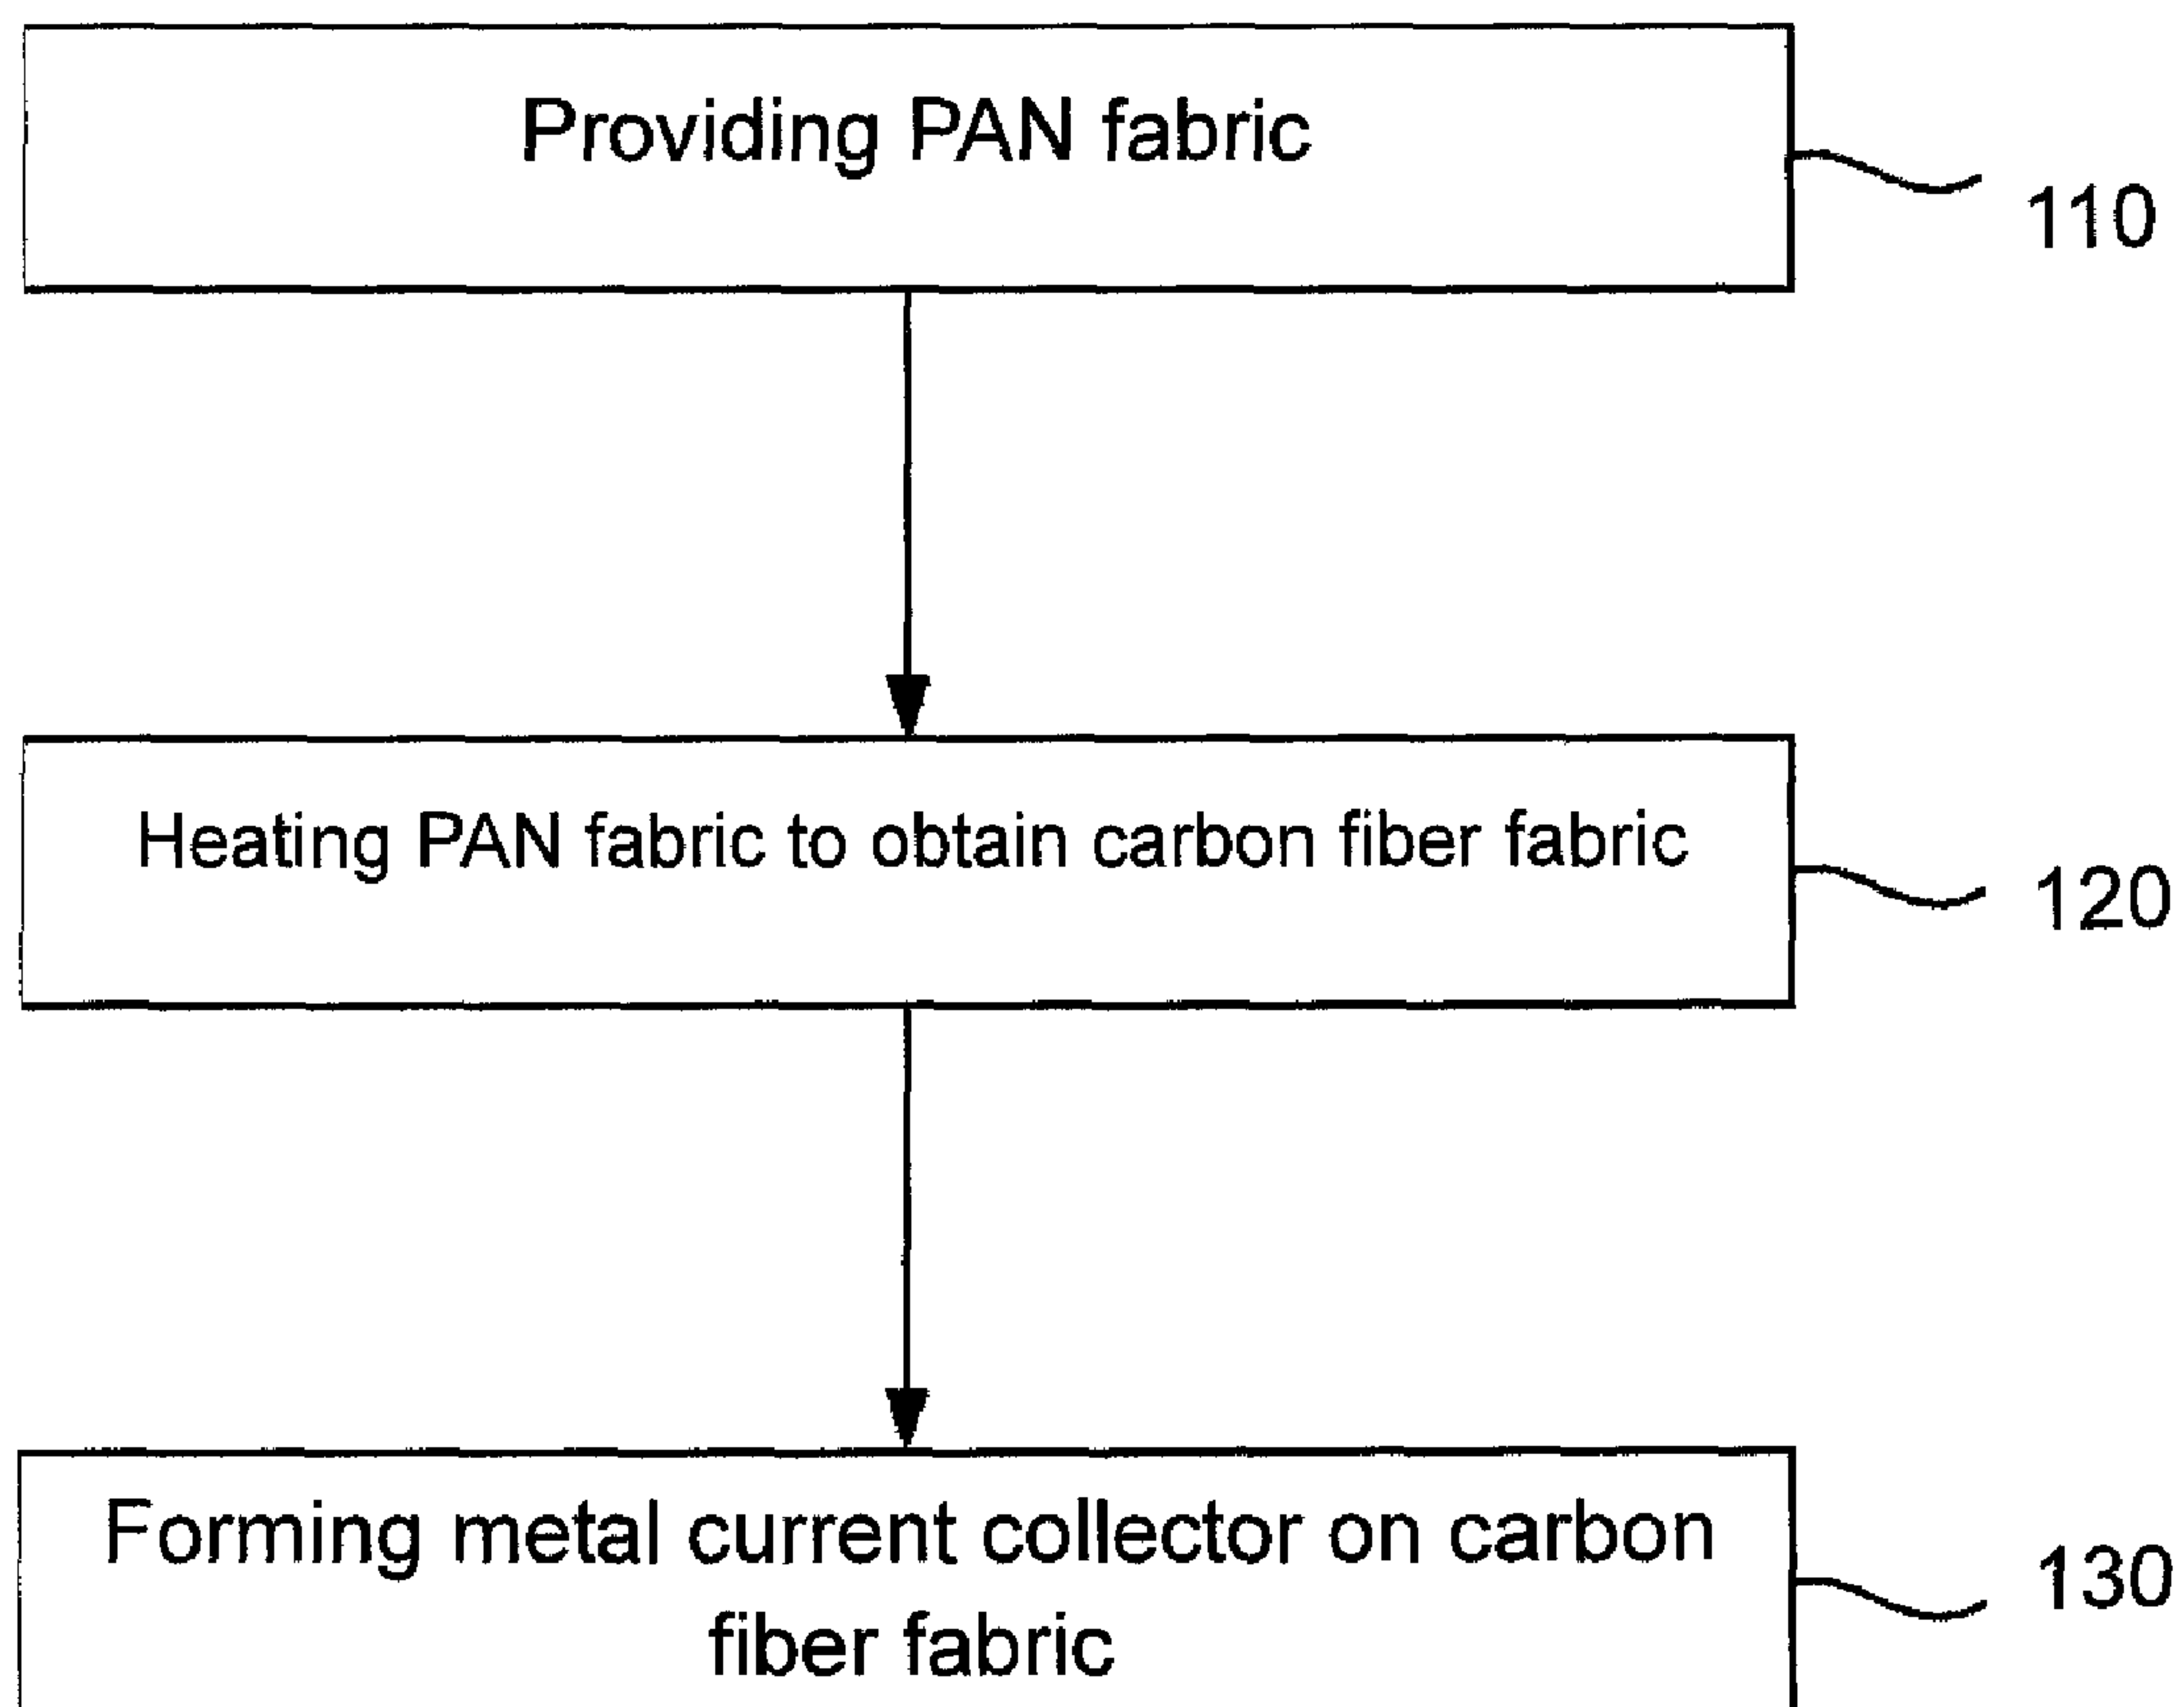 Providing PAN fabric
110
Heating PAN fabric to obtain carbon fiber fabric
120
Forming metal current collector on carbon
fiber fabric
130